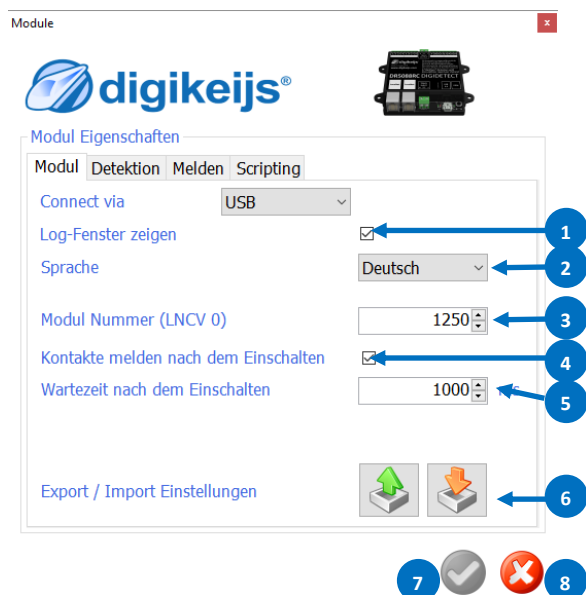 Module
x
digikeijs®
DR5088RC DIGIDETECT
Modul Eigenschaften
Modul Detektion Melden Scripting
Connect via USB
Log-Fenster zeigen 1
Sprache Deutsch 2
Modul Nummer (LNCV 0) 1250 3
Kontakte melden nach dem Einschalten 4
Wartezeit nach dem Einschalten 1000 5
Export / Import Einstellungen 6
7 8